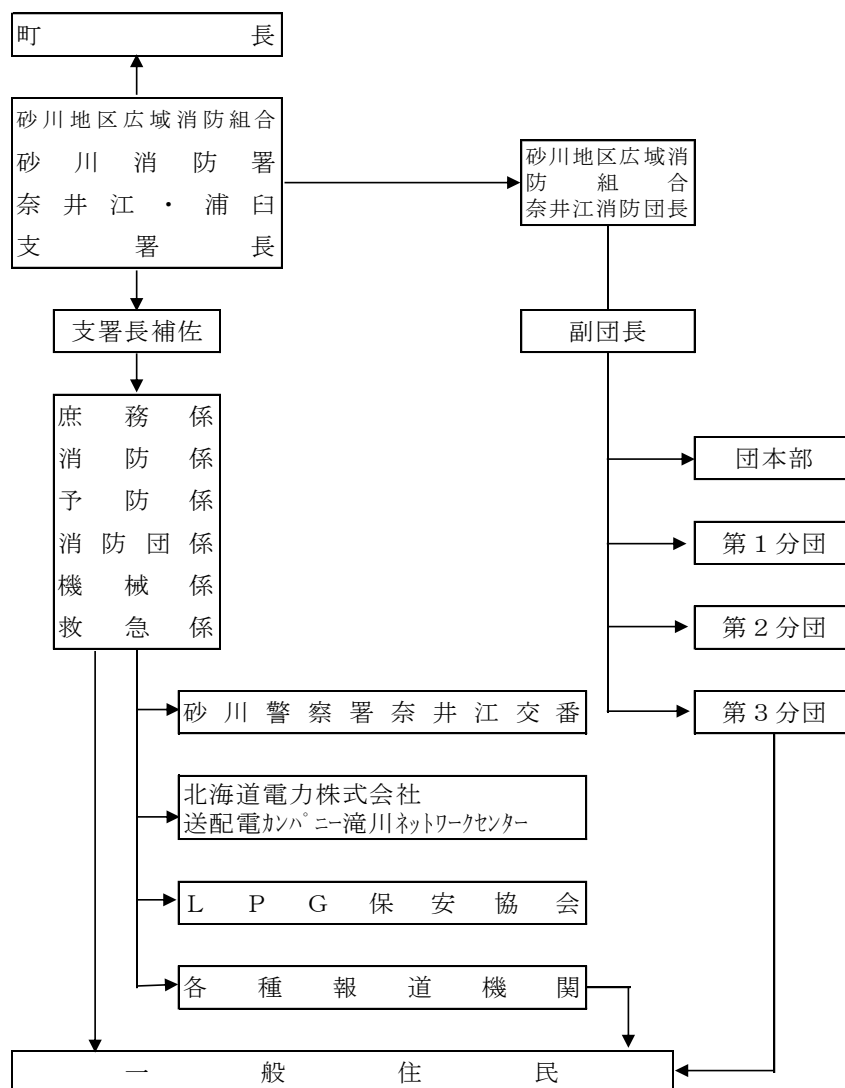 町長
砂川地区広域消防組合
砂川消防署
奈井江・浦臼
支署長
砂川地区広域消
防組合
奈井江消防団長
支署長補佐
副団長
庶務係
消防係
予防係
消防団係
機械係
救急係
団本部
第1分団
第2分団
第3分団
砂川警察署奈井江交番
北海道電力株式会社
送配電カンパニー滝川ネットワークセンター
LPG保安協会
各種報道機関
一般住民